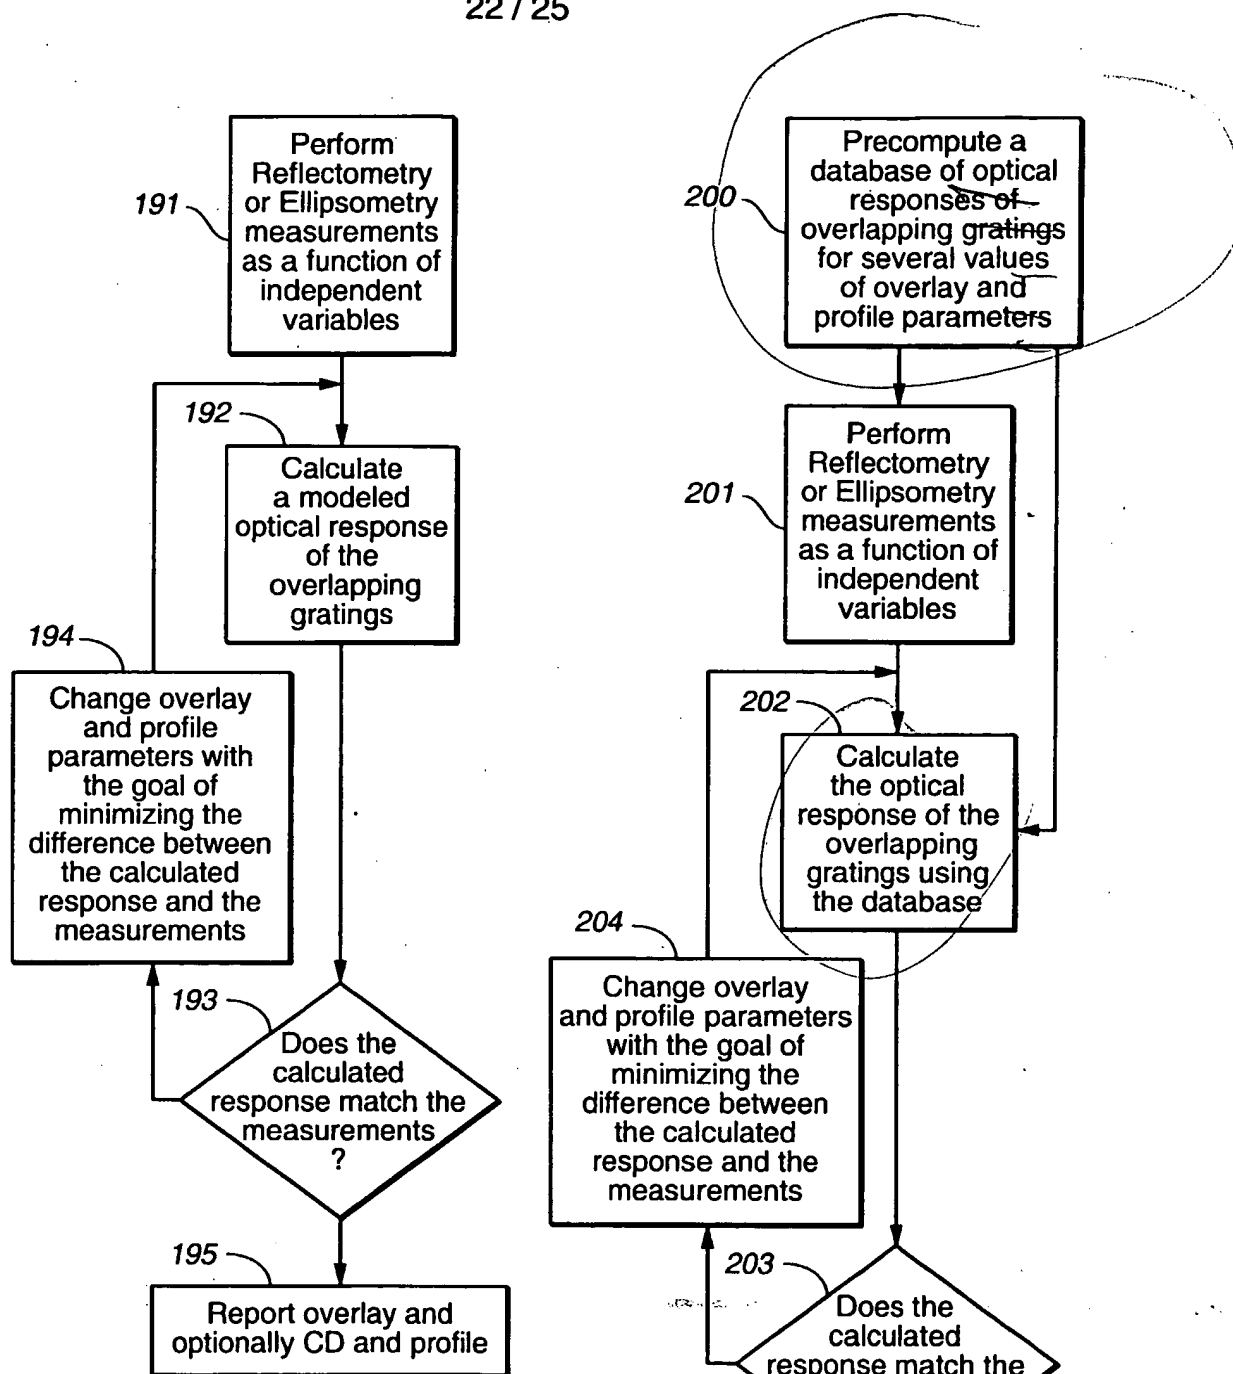 22 / 25
191
Perform
Reflectometry
or Ellipsometry
measurements
as a function of
independent
variables
192
Calculate
a modeled
optical response
of the
overlapping
gratings
194
Change overlay
and profile
parameters with
the goal of
minimizing the
difference between
the calculated
response and the
measurements
193
Does the
calculated
response match the
measurements
?
195
Report overlay and
optionally CD and profile
200
Precompute a
database of optical
responses of
overlapping gratings
for several values
of overlay and
profile parameters
201
Perform
Reflectometry
or Ellipsometry
measurements
as a function of
independent
variables
202
Calculate
the optical
response of the
overlapping
gratings using
the database
204
Change overlay
and profile parameters
with the goal of
minimizing the
difference between
the calculated
response and the
measurements
203
Does the
calculated
response match the